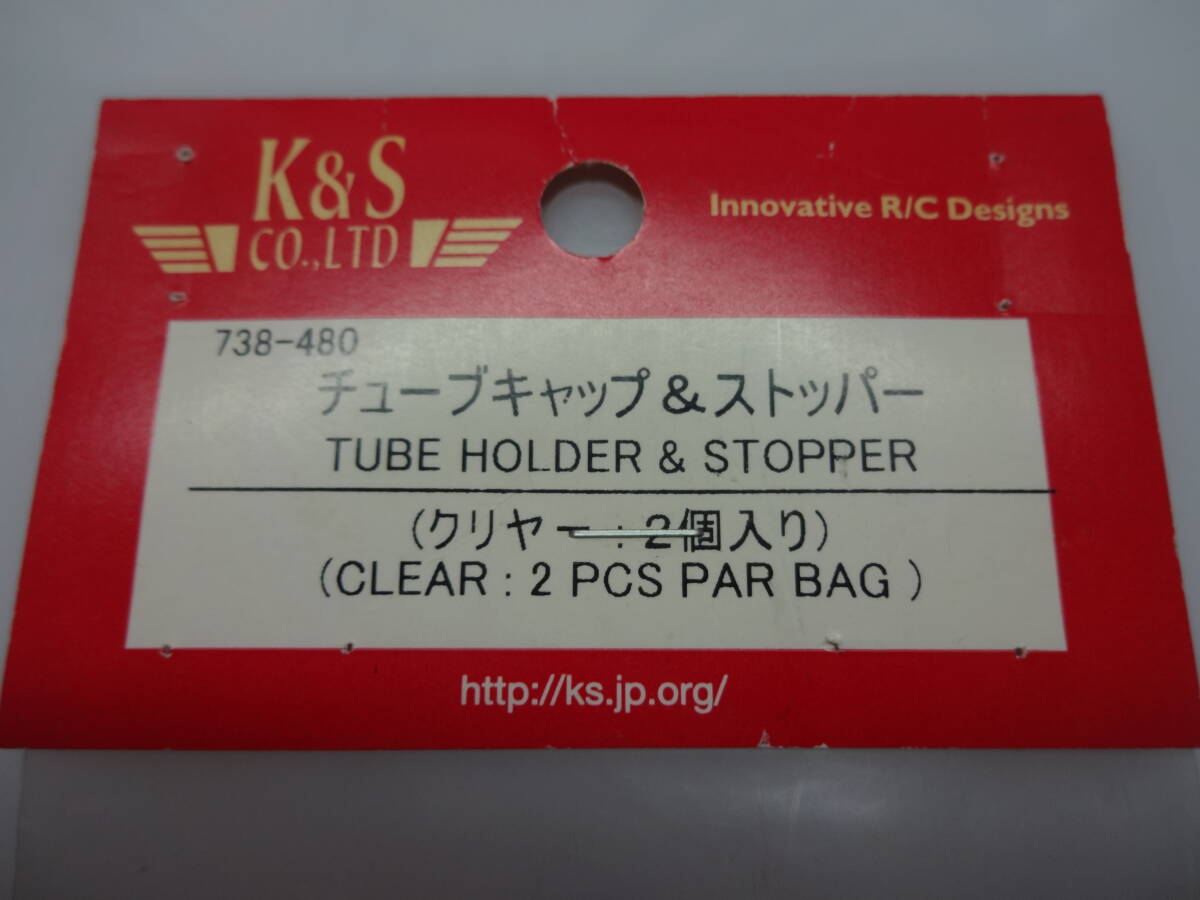 K&S
CO.,LTD
Innovative R/C Designs
738-480
チューブキャップ&ストッパー
TUBE HOLDER & STOPPER
(クリヤー：2個入り)
(CLEAR : 2 PCS PAR BAG )
http://ks.jp.org/